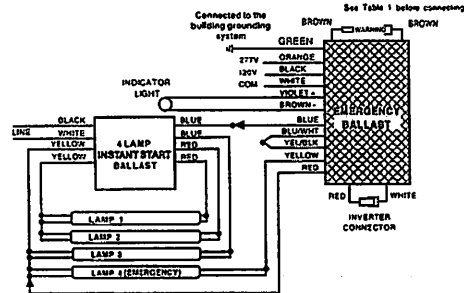 See Table 1 before connecting
Connected to the
building grounding
system
BROWN
WARNING
BROWN
GREEN
277V
ORANGE
120V
BLACK
COM
WHITE
INDICATOR
LIGHT
VIOLET +
BROWN -
EMERGENCY
BALLAST
BLACK
BLUE
BLUE
LINE
WHITE
BLUE
BLU/WHT
YELLOW
RED
YEL/BLK
YELLOW
RED
YELLOW
4 LAMP
INSTANT START
BALLAST
RED
RED
WHITE
INVERTER
CONNECTOR
LAMP 1
LAMP 2
LAMP 3
LAMP 4 (EMERGENCY)